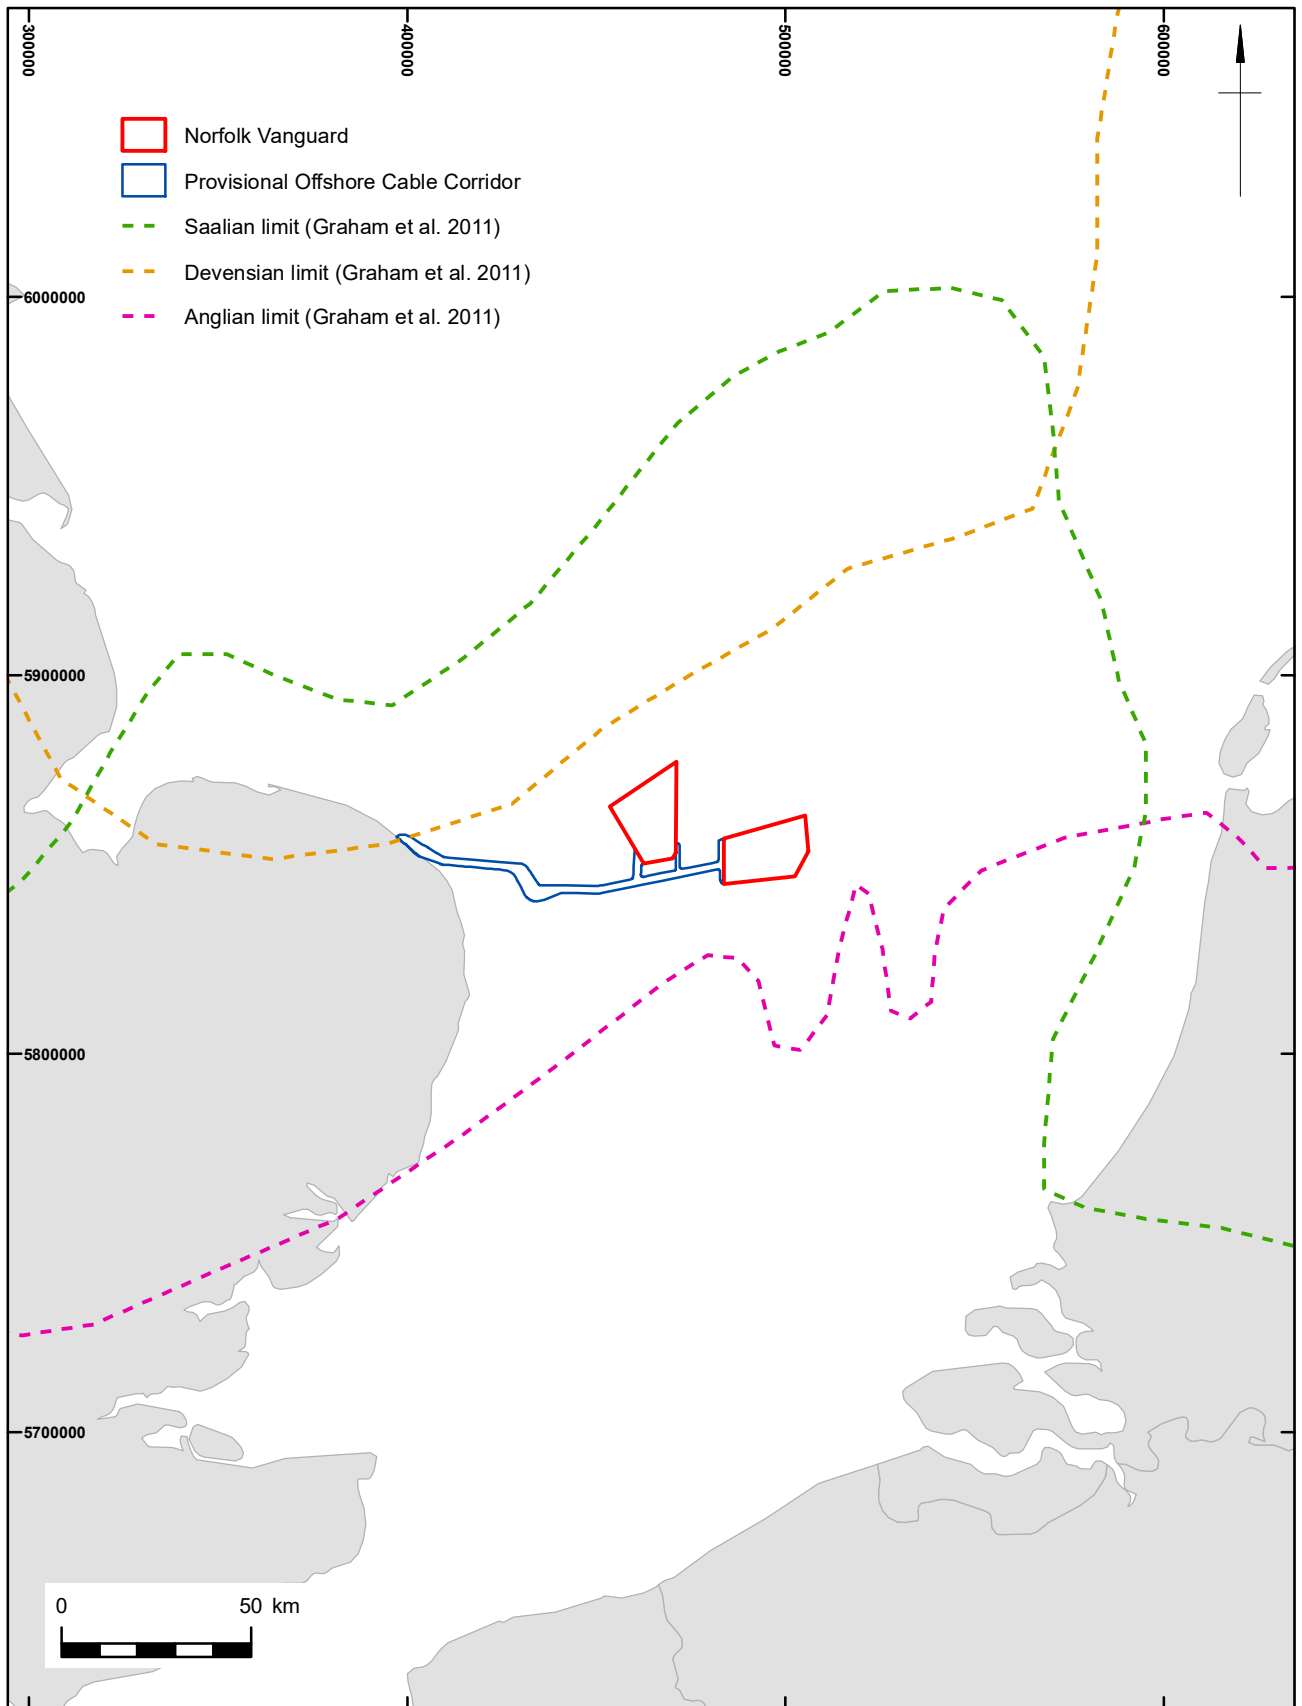 300000
400000
500000
600000
Norfolk Vanguard
Provisional Offshore Cable Corridor
Saalian limit (Graham et al. 2011)
Devensian limit (Graham et al. 2011)
Anglian limit (Graham et al. 2011)
6000000
5900000
5800000
5700000
0 50 km